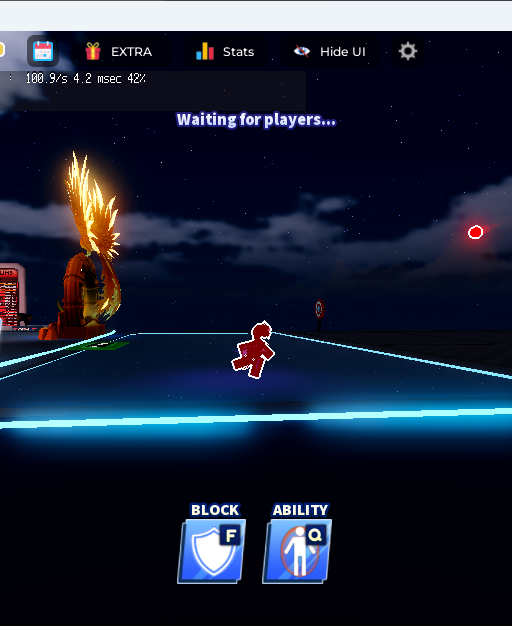 EXTRA
Stats
Hide UI
: 100.9/s 4.2 msec 42%
Waiting for players...
BLOCK
ABILITY
F
Q